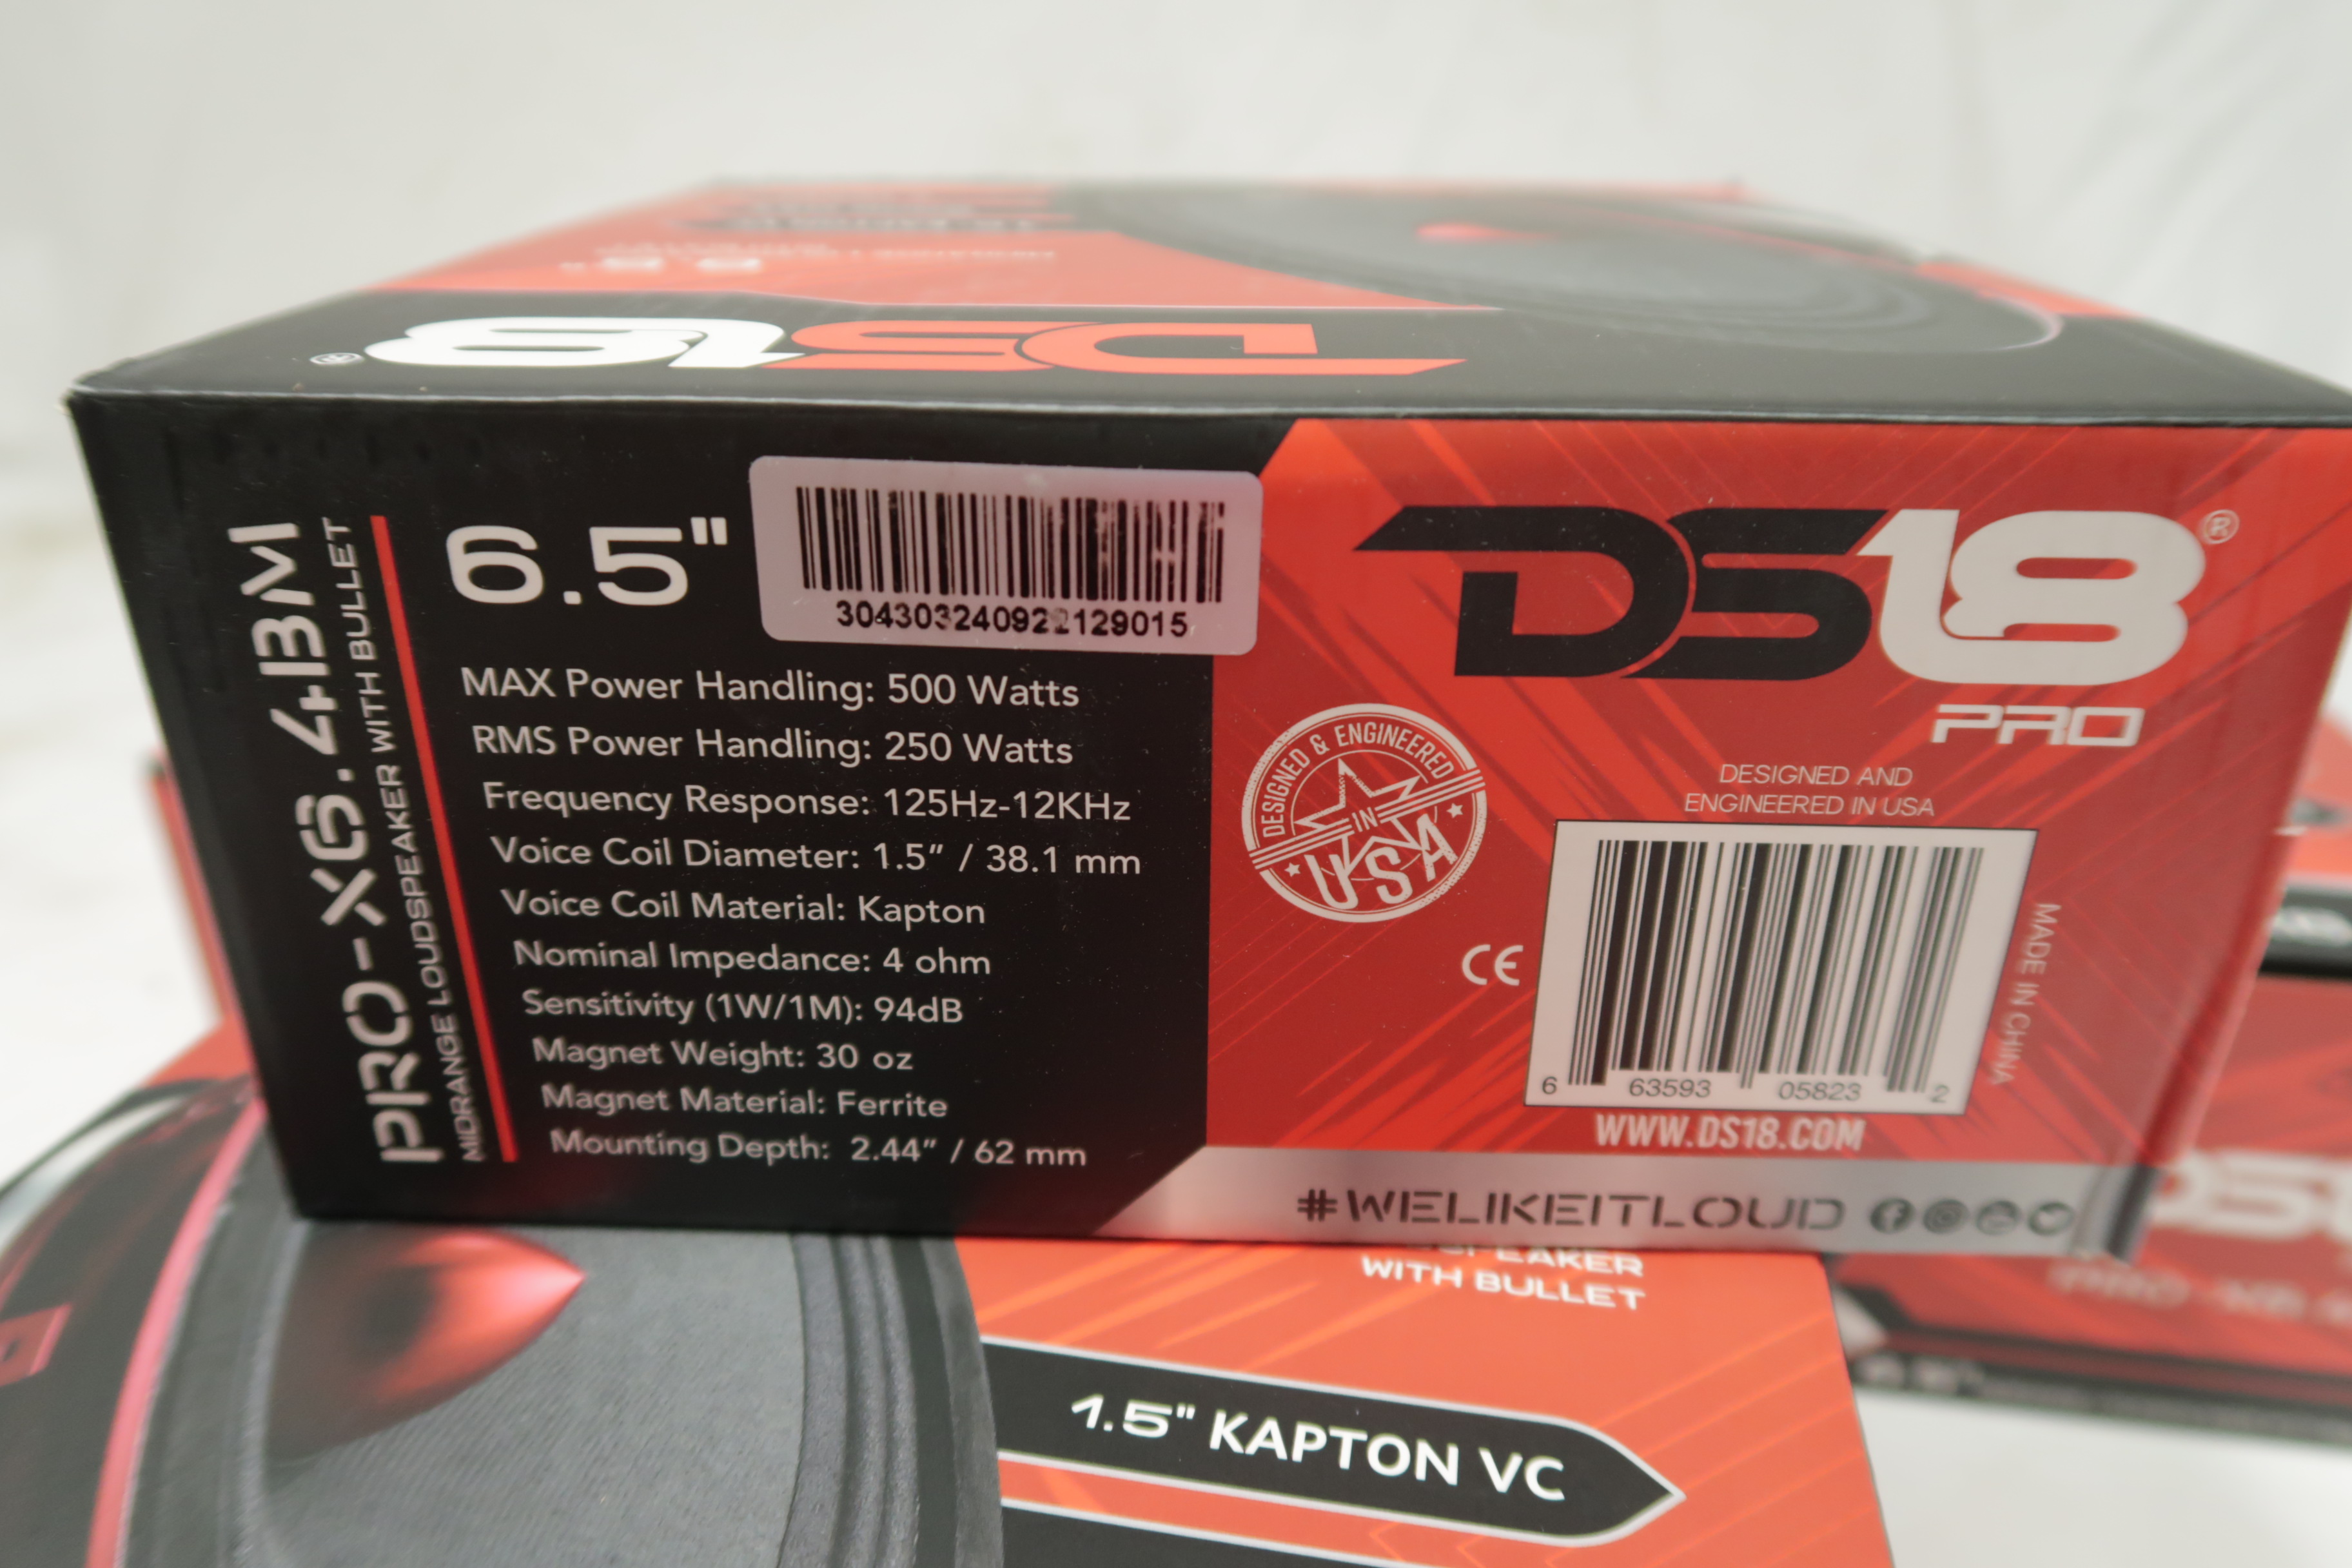 DS18®
PRO-X6.4BM
MIDRANGE LOUDSPEAKER WITH BULLET
6.5"
304303240922129015
MAX Power Handling: 500 Watts
RMS Power Handling: 250 Watts
Frequency Response: 125Hz-12KHz
Voice Coil Diameter: 1.5” / 38.1 mm
Voice Coil Material: Kapton
Nominal Impedance: 4 ohm
Sensitivity (1W/1M): 94dB
Magnet Weight: 30 oz
Magnet Material: Ferrite
Mounting Depth: 2.44” / 62 mm
DS18®
PRO
DESIGNED & ENGINEERED
IN
USA
DESIGNED AND
ENGINEERED IN USA
CE
6 63593 05823 2
MADE IN CHINA
WWW.DS18.COM
#WELIKEITLOUD
WITH BULLET
1.5" KAPTON VC